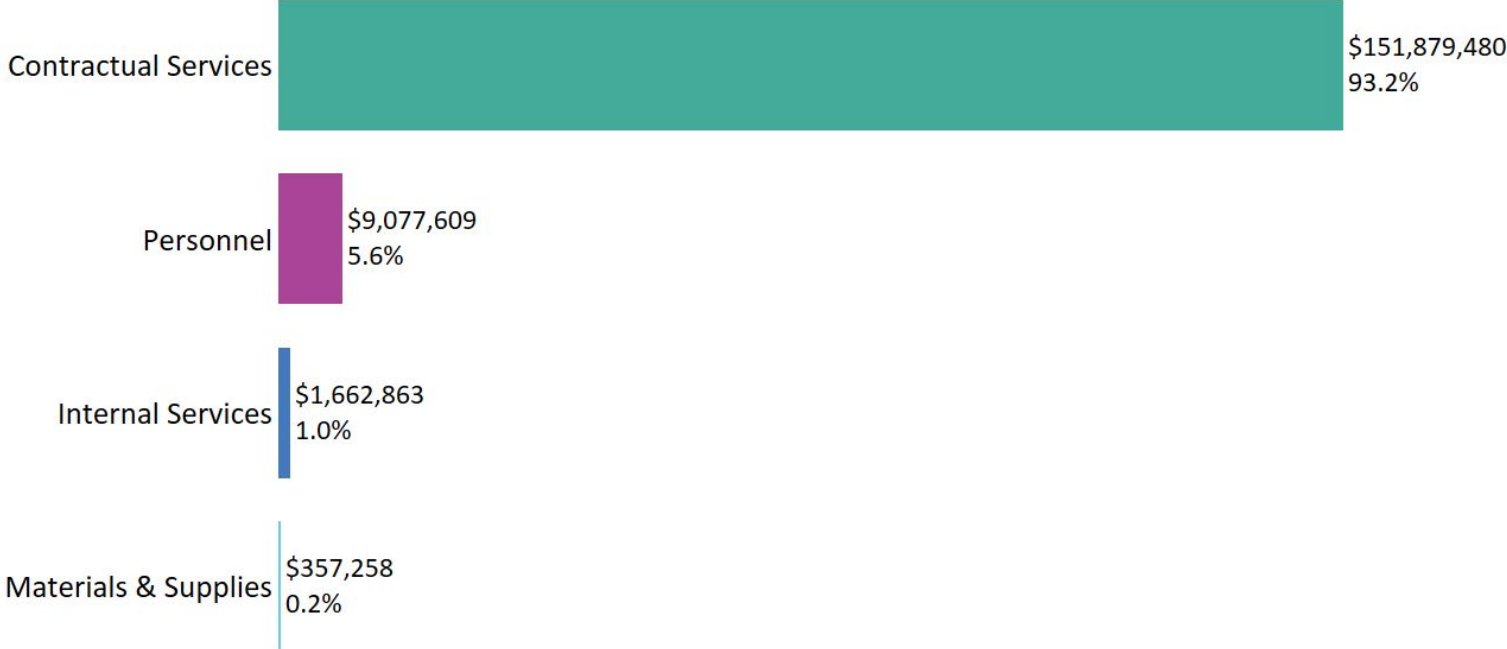 Contractual Services
$151,879,480
93.2%
Personnel
$9,077,609
5.6%
Internal Services
$1,662,863
1.0%
Materials & Supplies
$357,258
0.2%